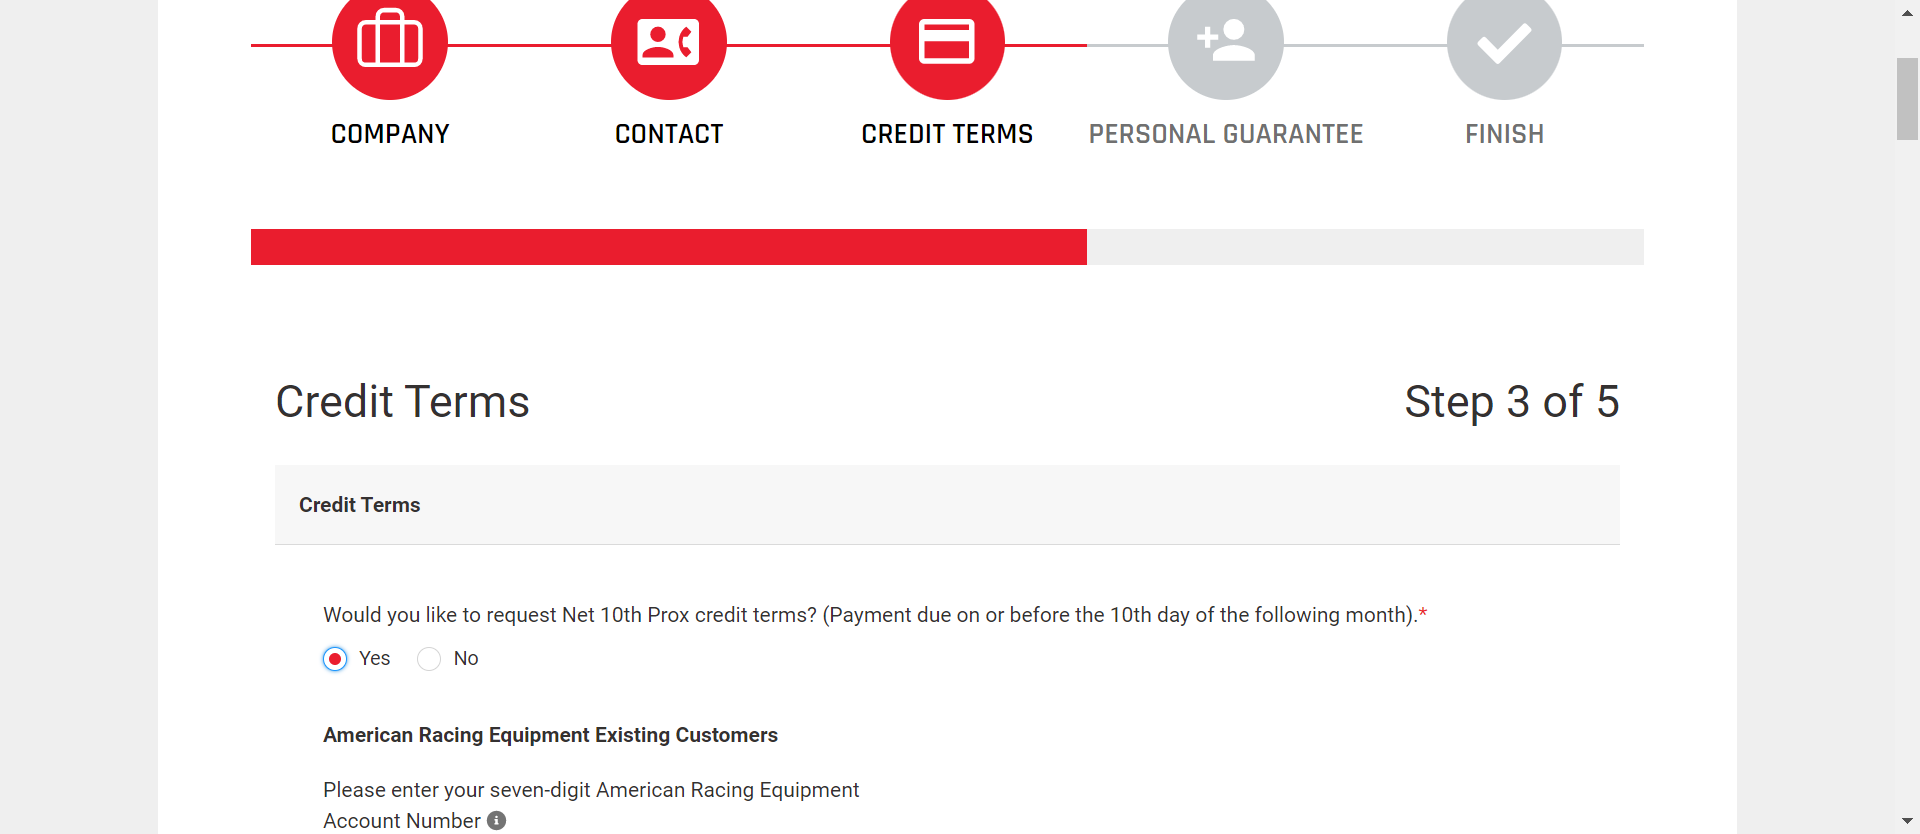 COMPANY
CONTACT
CREDIT TERMS
PERSONAL GUARANTEE
FINISH
Credit Terms
Step 3 of 5
Credit Terms
Would you like to request Net 10th Prox credit terms? (Payment due on or before the 10th day of the following month).*
Yes
No
American Racing Equipment Existing Customers
Please enter your seven-digit American Racing Equipment
Account Number